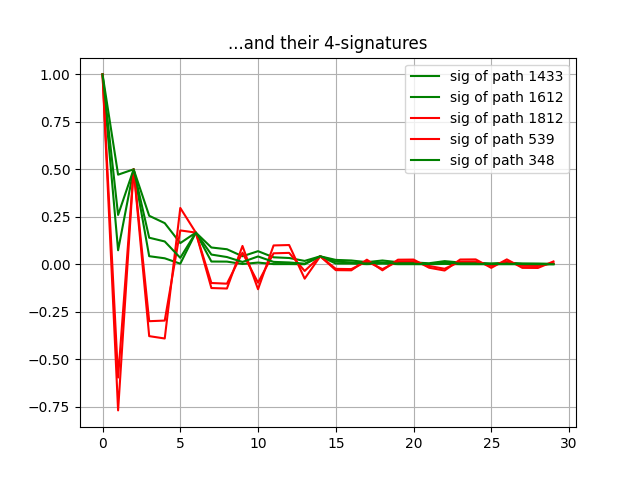 ...and their 4-signatures
sig of path 1433
sig of path 1612
sig of path 1812
sig of path 539
sig of path 348
1.00
0.75
0.50
0.25
0.00
−0.25
−0.50
−0.75
0 5 10 15 20 25 30